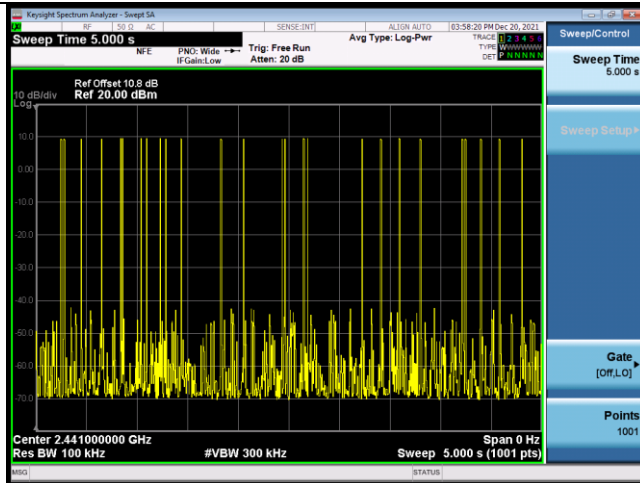 Keysight Spectrum Analyzer - Swept SA
RF 50 Ω AC SENSE:INT ALIGN AUTO 03:58:20 PM Dec 20, 2021
Sweep Time 5.000 s
NFE
PNO: Wide
IFGain:Low
Trig: Free Run
Atten: 20 dB
Avg Type: Log-Pwr
TRACE 1 2 3 4 5 6
TYPE WWWWWW
DET P NNNNN
Sweep/Control
Sweep Time
5.000 s
Sweep Setup
Gate
[Off,LO]
Points
1001
Ref Offset 10.8 dB
10 dB/div Ref 20.00 dBm
Log
10.0
0.00
-10.0
-20.0
-30.0
-40.0
-50.0
-60.0
-70.0
Center 2.441000000 GHz Span 0 Hz
Res BW 100 kHz #VBW 300 kHz Sweep 5.000 s (1001 pts)
MSG STATUS